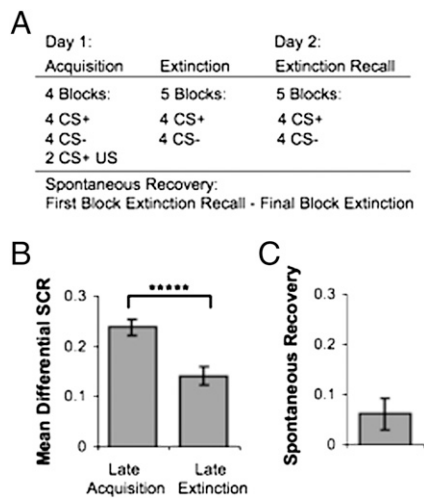 A
Day 1: Day 2:
Acquisition Extinction Extinction Recall
4 Blocks: 5 Blocks: 5 Blocks:
4 CS+ 4 CS+ 4 CS+
4 CS- 4 CS- 4 CS-
2 CS+ US
Spontaneous Recovery:
First Block Extinction Recall - Final Block Extinction
B
Mean Differential SCR
0.3
0.2
0.1
0
*****
Late Acquisition
Late Extinction
C
Spontaneous Recovery
0.3
0.2
0.1
0